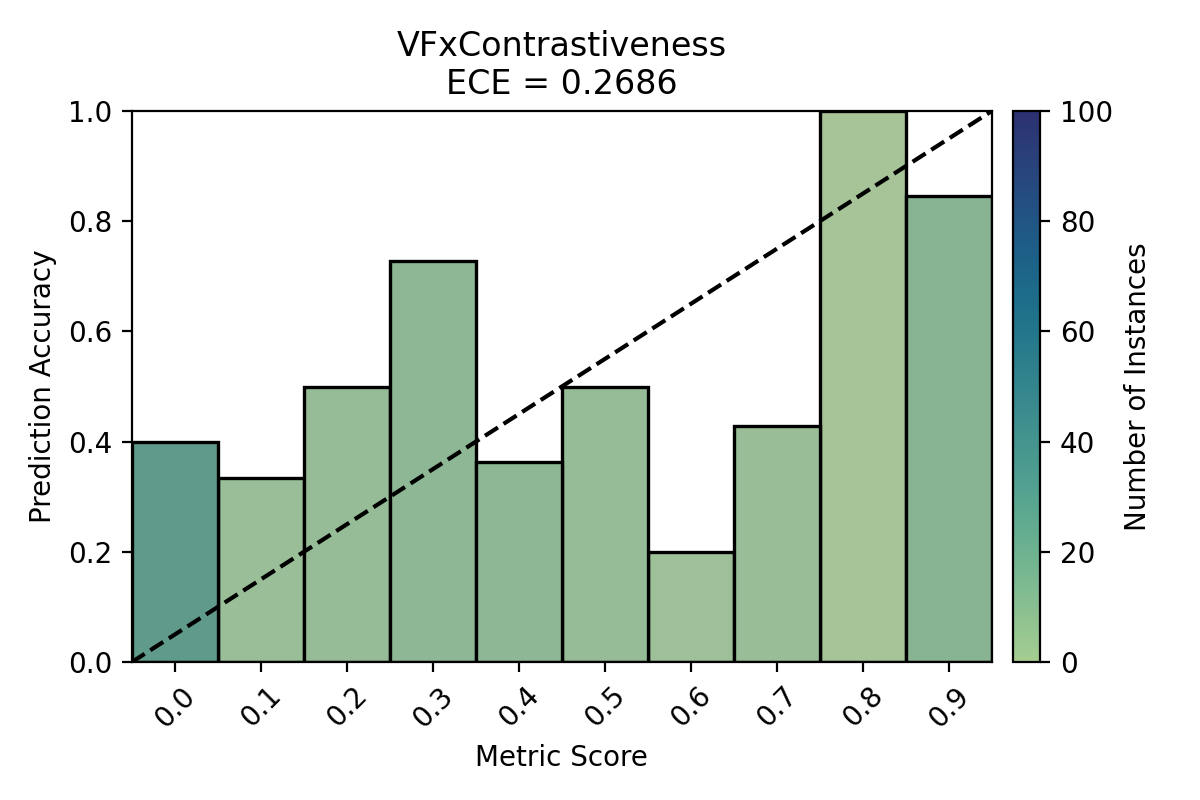 VFxContrastiveness
ECE = 0.2686
Prediction Accuracy
1.0
0.8
0.6
0.4
0.2
0.0
0.0 0.1 0.2 0.3 0.4 0.5 0.6 0.7 0.8 0.9
Metric Score
100
80
60
40
20
0
Number of Instances